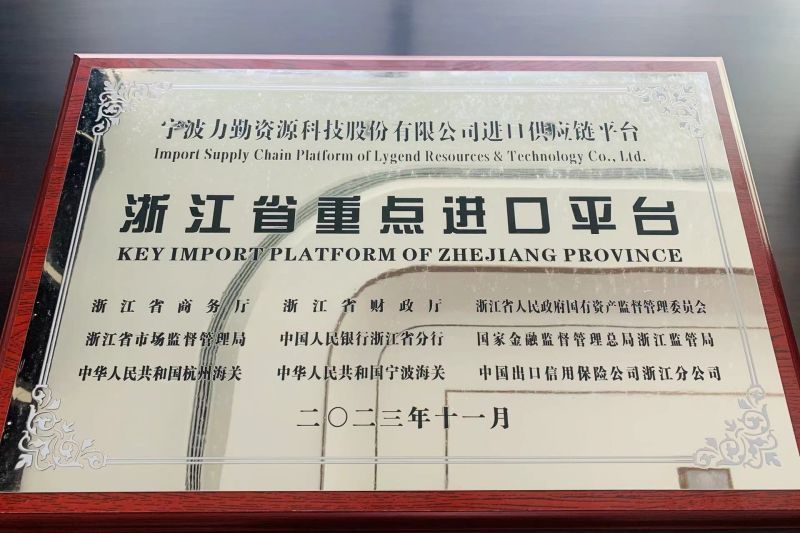 宁波力勤资源科技股份有限公司进口供应链平台
Import Supply Chain Platform of Lygend Resources & Technology Co., Ltd.
浙江省重点进口平台
KEY IMPORT PLATFORM OF ZHEJIANG PROVINCE
浙江省商务厅 浙江省财政厅 浙江省人民政府国有资产监督管理委员会
浙江省市场监督管理局 中国人民银行浙江省分行 国家金融监督管理总局浙江监管局
中华人民共和国杭州海关 中华人民共和国宁波海关 中国出口信用保险公司浙江分公司
二〇二三年十一月